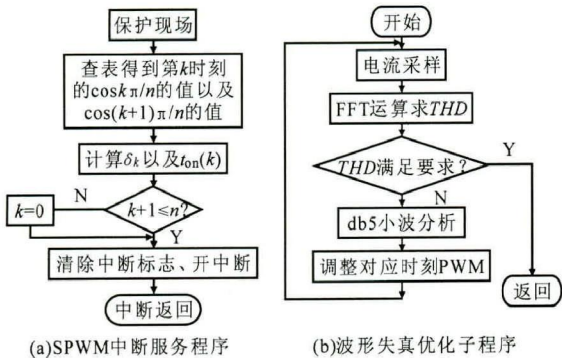 保护现场
查表得到第k时刻
的coskπ/n的值以及
cos(k+1)π/n的值
计算δk以及ton(k)
k+1≤n?
N
k=0
Y
清除中断标志、开中断
中断返回
(a)SPWM中断服务程序
开始
电流采样
FFT运算求THD
THD满足要求?
Y
N
db5小波分析
调整对应时刻PWM
返回
(b)波形失真优化子程序